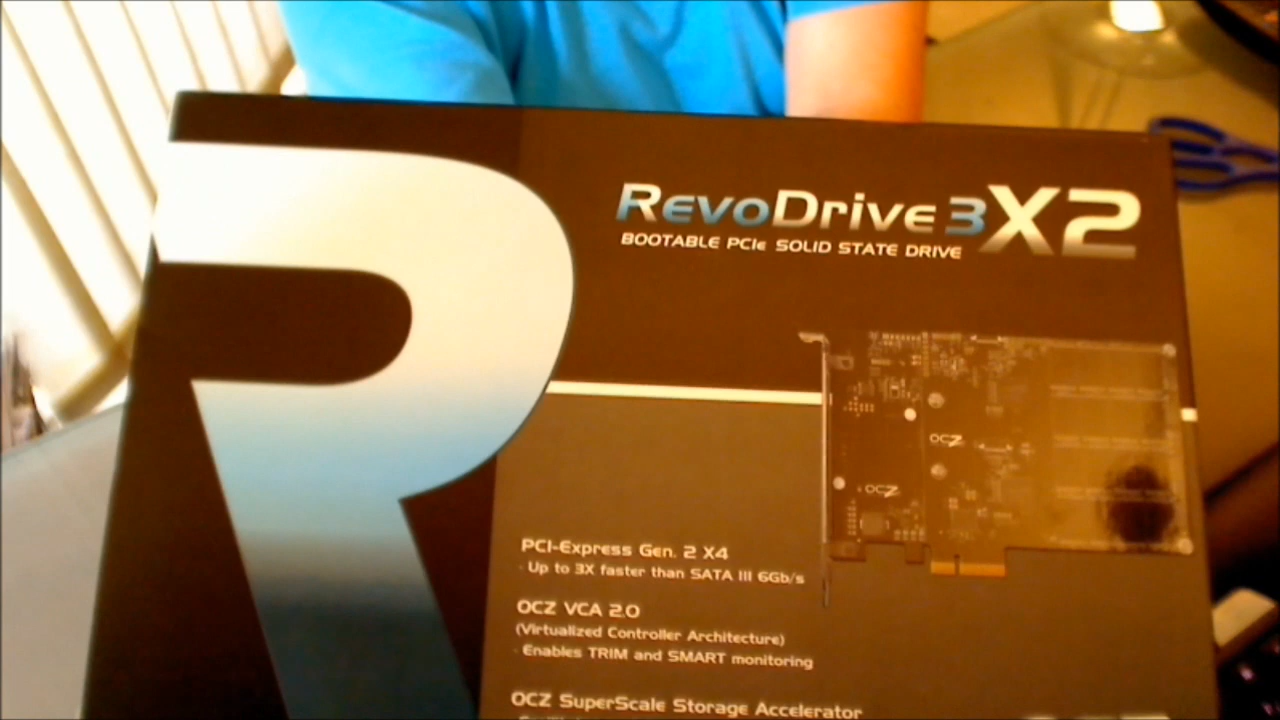 R
RevoDrive 3 X2
BOOTABLE PCIe SOLID STATE DRIVE
OCZ
OCZ
PCI-Express Gen. 2 X4
· Up to 3X faster than SATA III 6Gb/s
OCZ VCA 2.0
(Virtualized Controller Architecture)
· Enables TRIM and SMART monitoring
OCZ SuperScale Storage Accelerator